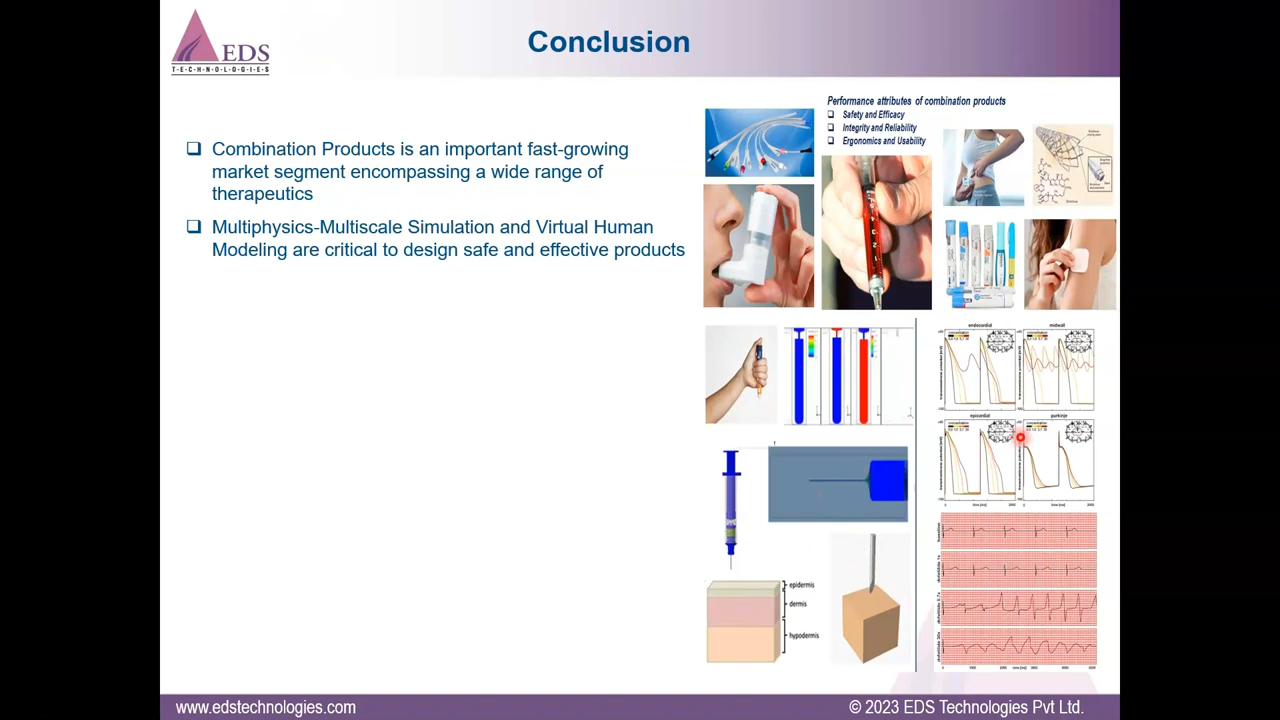 EDS
T·E·C·H·N·O·L·O·G·I·E·S
Conclusion
Combination Products is an important fast-growing
market segment encompassing a wide range of
therapeutics
Multiphysics-Multiscale Simulation and Virtual Human
Modeling are critical to design safe and effective products
Performance attributes of combination products
Safety and Efficacy
Integrity and Reliability
Ergonomics and Usability
endocardial
midwall
epicardial
purkinje
epidermis
dermis
hypodermis
www.edstechnologies.com
© 2023 EDS Technologies Pvt Ltd.